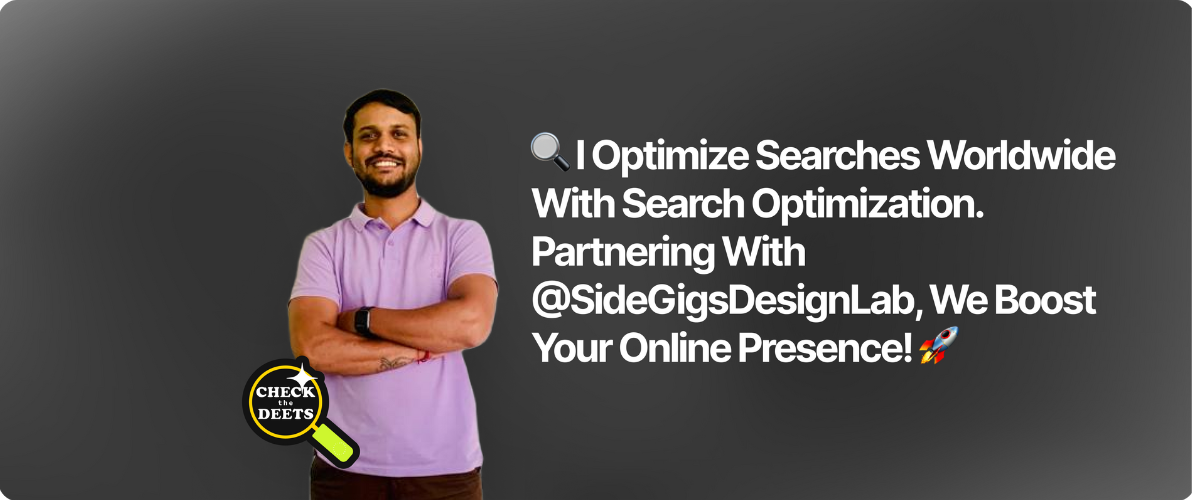 🔍 I Optimize Searches Worldwide
With Search Optimization.
Partnering With
@SideGigsDesignLab, We Boost
Your Online Presence! 🚀
CHECK
the
DEETS